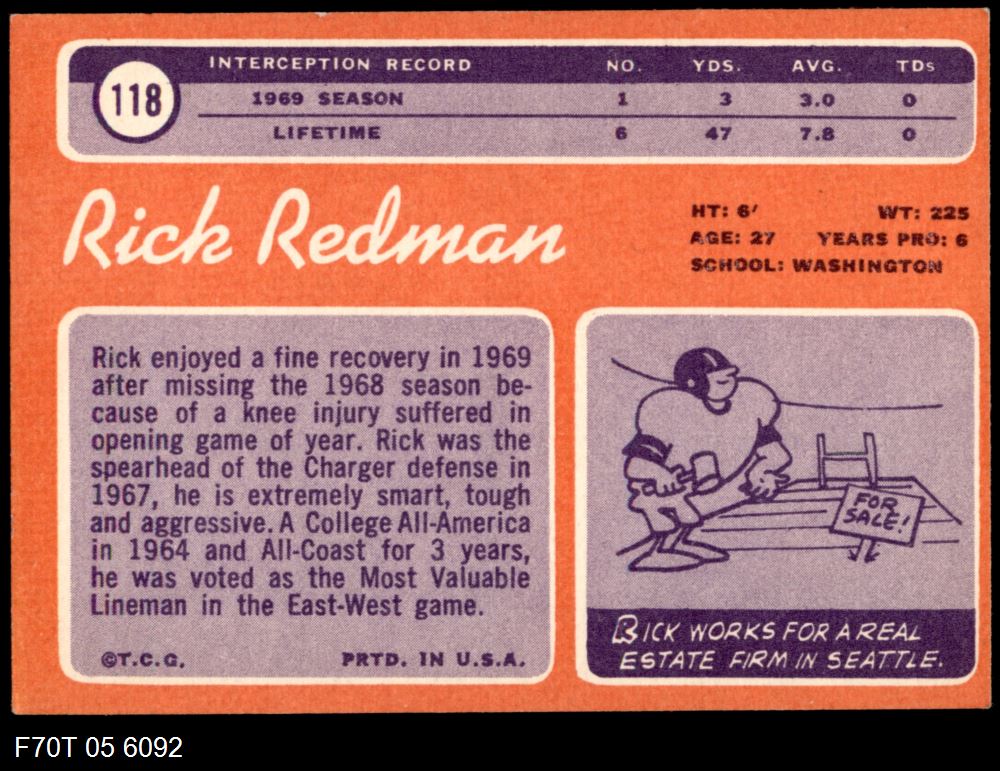 INTERCEPTION RECORD NO. YDS. AVG. TDs
118
1969 SEASON 1 3 3.0 0
LIFETIME 6 47 7.8 0
Rick Redman
HT: 6' WT: 225
AGE: 27 YEARS PRO: 6
SCHOOL: WASHINGTON
Rick enjoyed a fine recovery in 1969
after missing the 1968 season be-
cause of a knee injury suffered in
opening game of year. Rick was the
spearhead of the Charger defense in
1967, he is extremely smart, tough
and aggressive. A College All-America
in 1964 and All-Coast for 3 years,
he was voted as the Most Valuable
Lineman in the East-West game.
©T.C.G. PRTD. IN U.S.A.
FOR
SALE!
RICK WORKS FOR A REAL
ESTATE FIRM IN SEATTLE.
F70T 05 6092